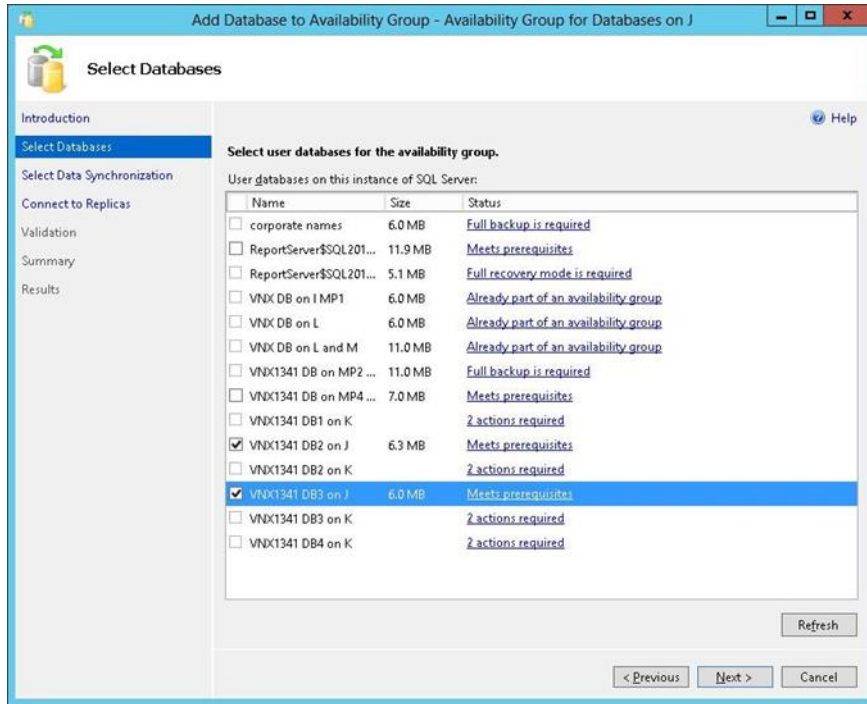 Add Database to Availability Group - Availability Group for Databases on J
Select Databases
Introduction
Help
Select Databases
Select user databases for the availability group.
Select Data Synchronization
User databases on this instance of SQL Server:
Connect to Replicas
Name Size Status
Validation
corporate names 6.0 MB Full backup is required
Summary
ReportServer$SQL201... 11.9 MB Meets prerequisites
Results
ReportServer$SQL201... 5.1 MB Full recovery mode is required
VNX DB on I MP1 6.0 MB Already part of an availability group
VNX DB on L 6.0 MB Already part of an availability group
VNX DB on L and M 11.0 MB Already part of an availability group
VNX1341 DB on MP2 ... 11.0 MB Full backup is required
VNX1341 DB on MP4 ... 7.0 MB Meets prerequisites
VNX1341 DB1 on K 2 actions required
VNX1341 DB2 on J 6.3 MB Meets prerequisites
VNX1341 DB2 on K 2 actions required
VNX1341 DB3 on J 6.0 MB Meets prerequisites
VNX1341 DB3 on K 2 actions required
VNX1341 DB4 on K 2 actions required
Refresh
< Previous Next > Cancel